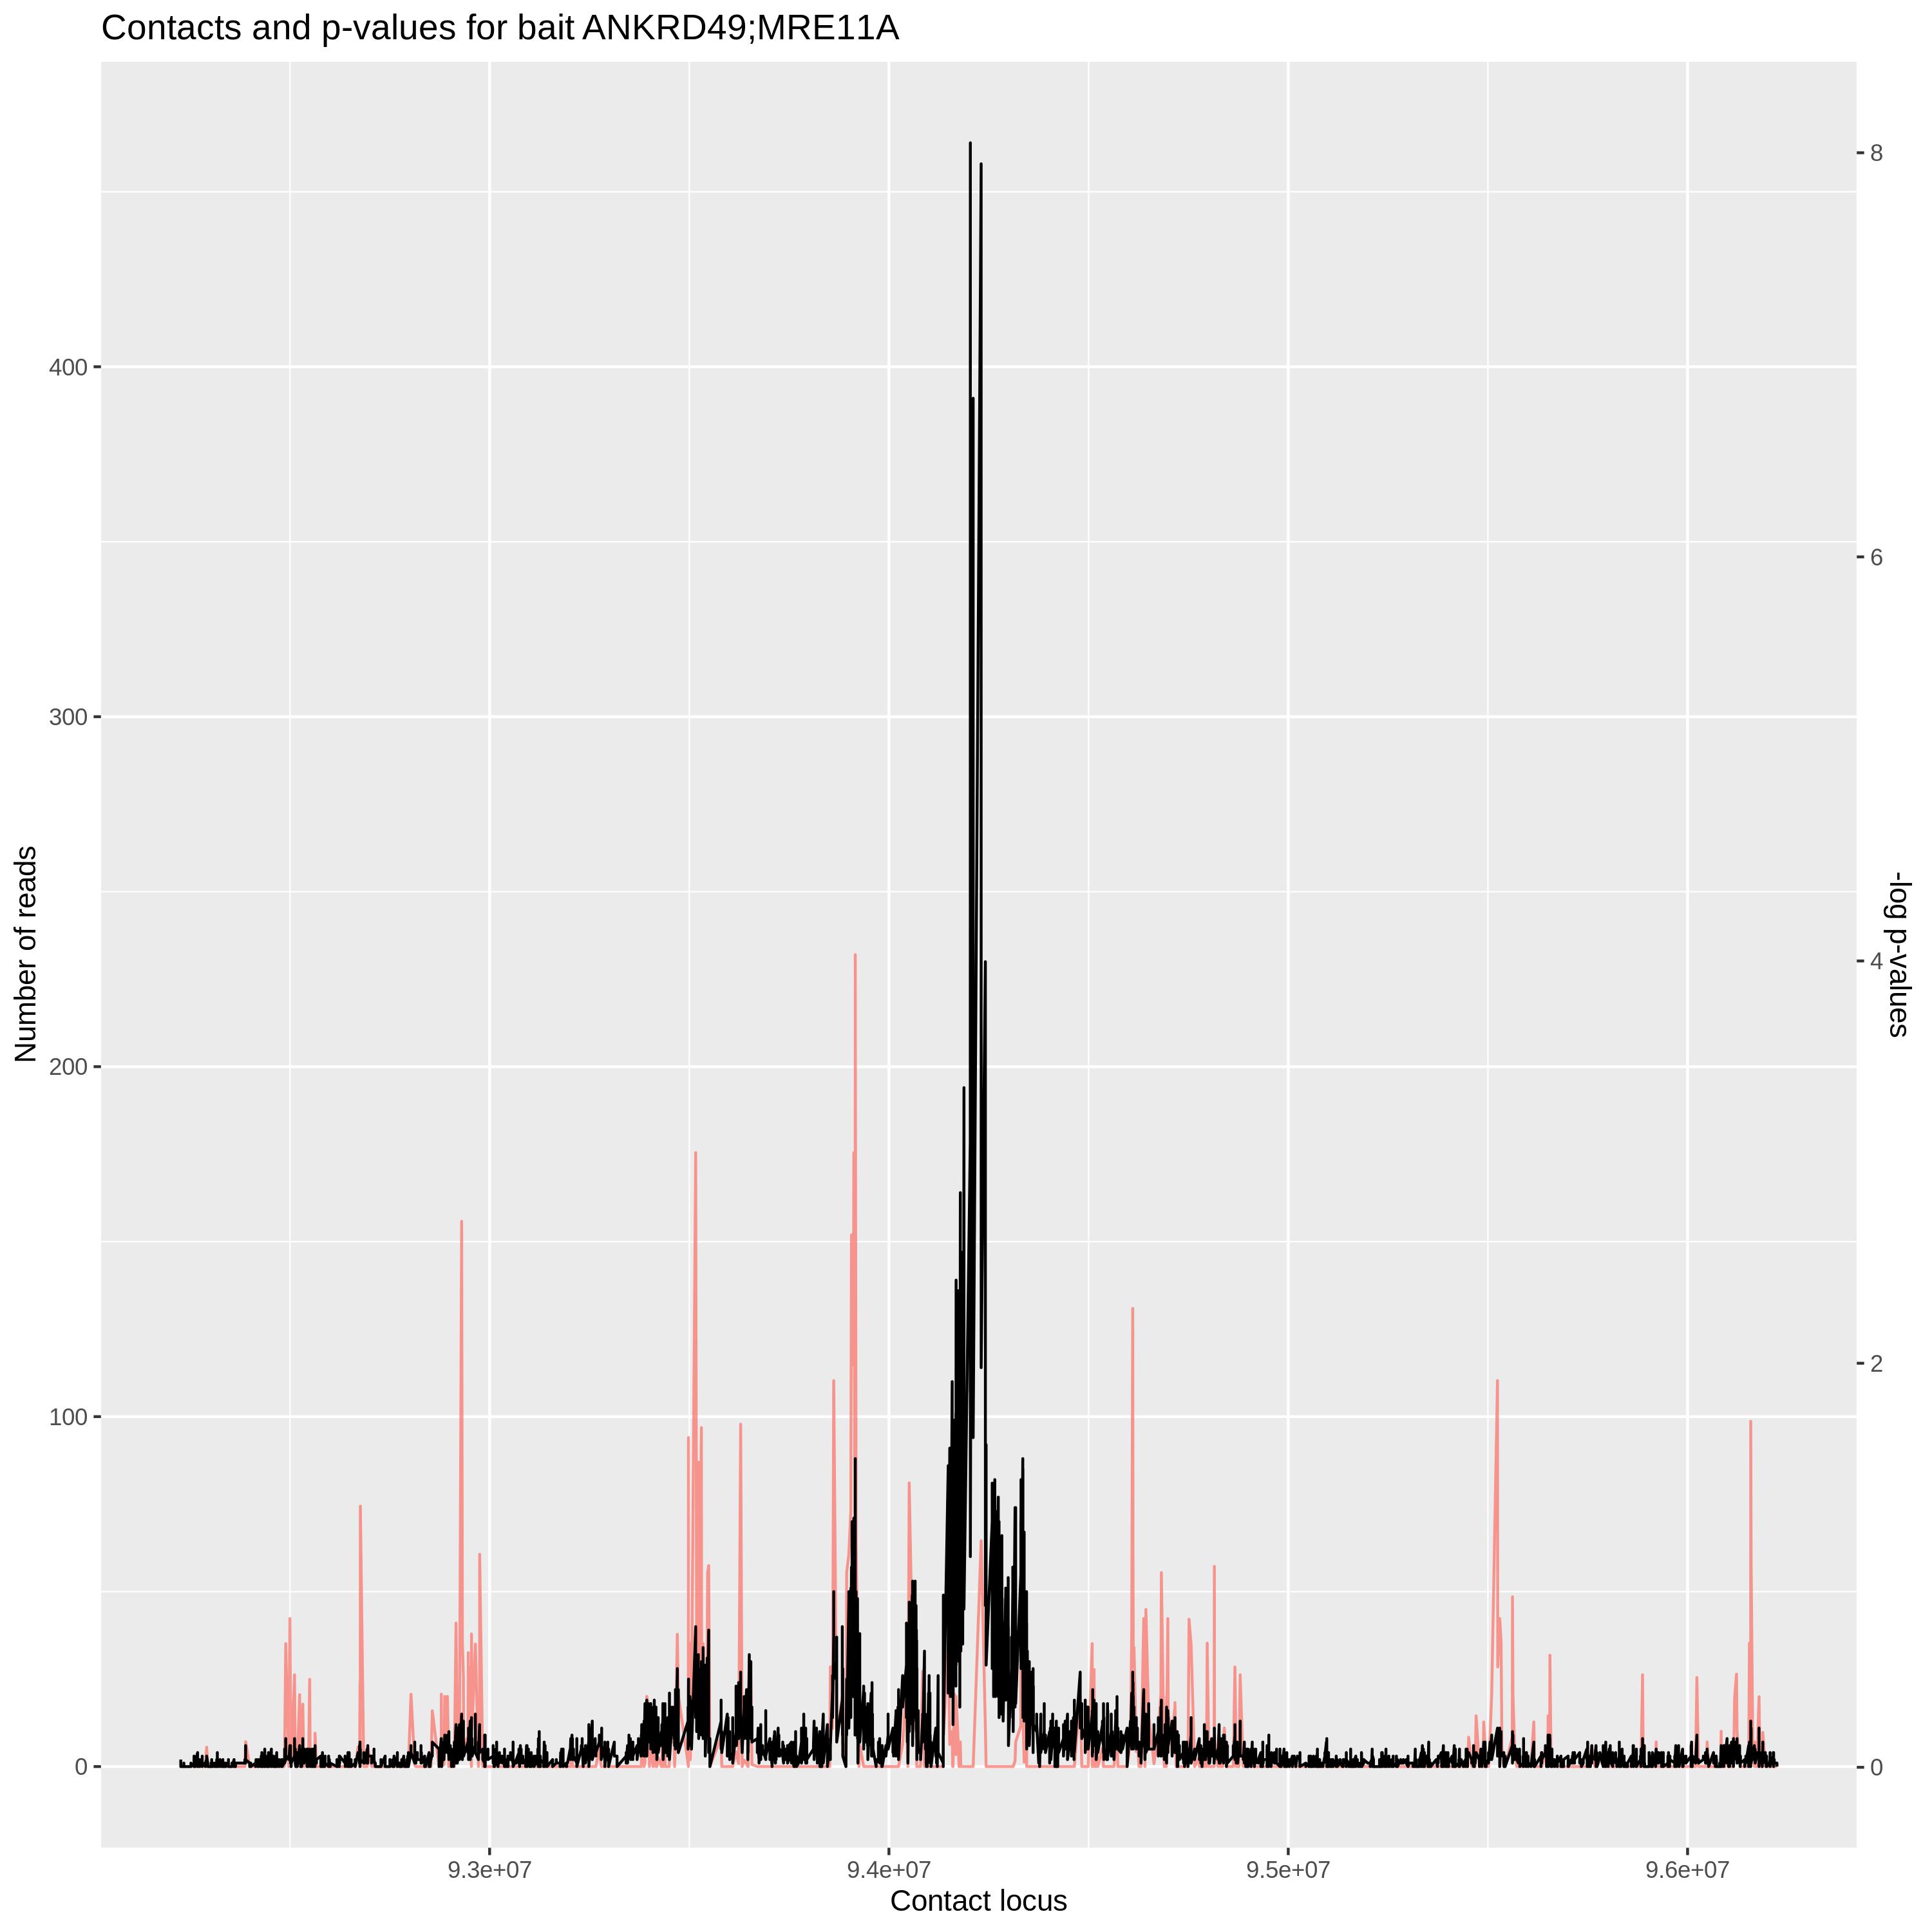 Contacts and p-values for bait ANKRD49;MRE11A
Number of reads
400
300
200
100
0
8
6
4
2
0
-log p-values
9.3e+07
9.4e+07
9.5e+07
9.6e+07
Contact locus